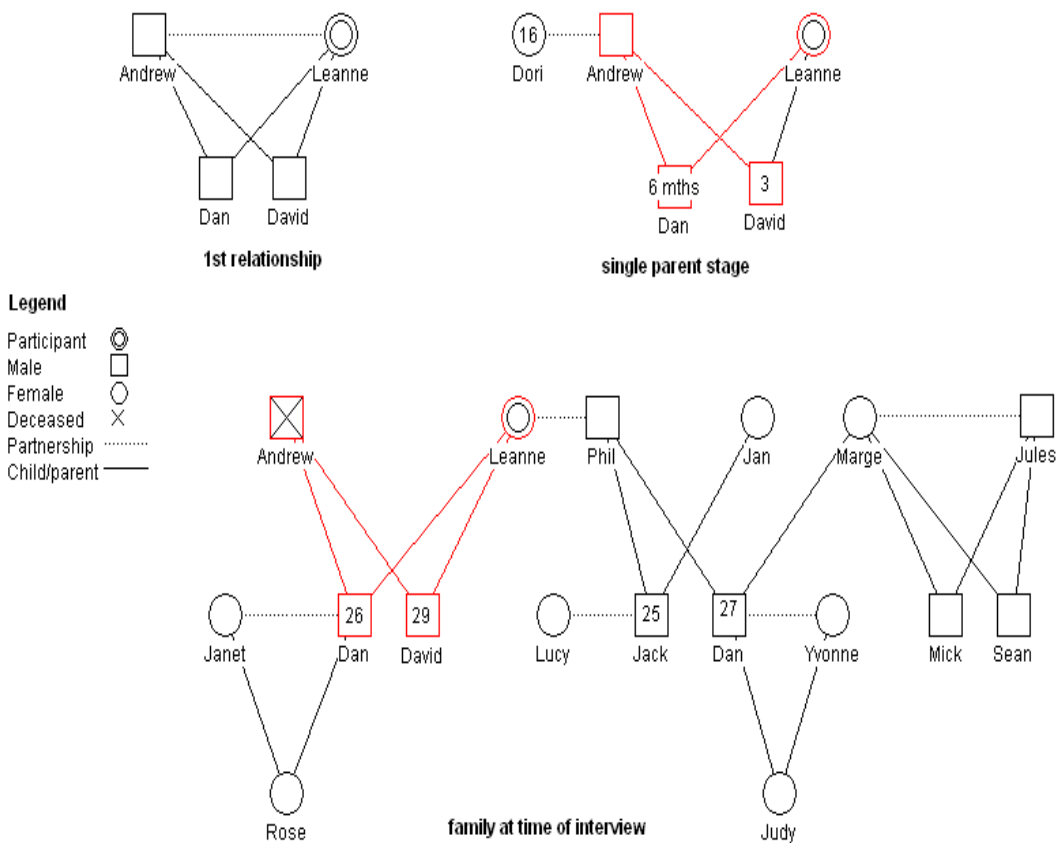 16
Andrew
Leanne
Dori
Andrew
Leanne
6 mths
3
Dan
David
Dan
David
1st relationship
single parent stage
Legend
Participant
Male
Female
Deceased
Partnership
Child/parent
Andrew
Leanne
Phil
Jan
Marge
Jules
26
29
25
27
Janet
Dan
David
Lucy
Jack
Dan
Yvonne
Mick
Sean
Rose
family at time of interview
Judy